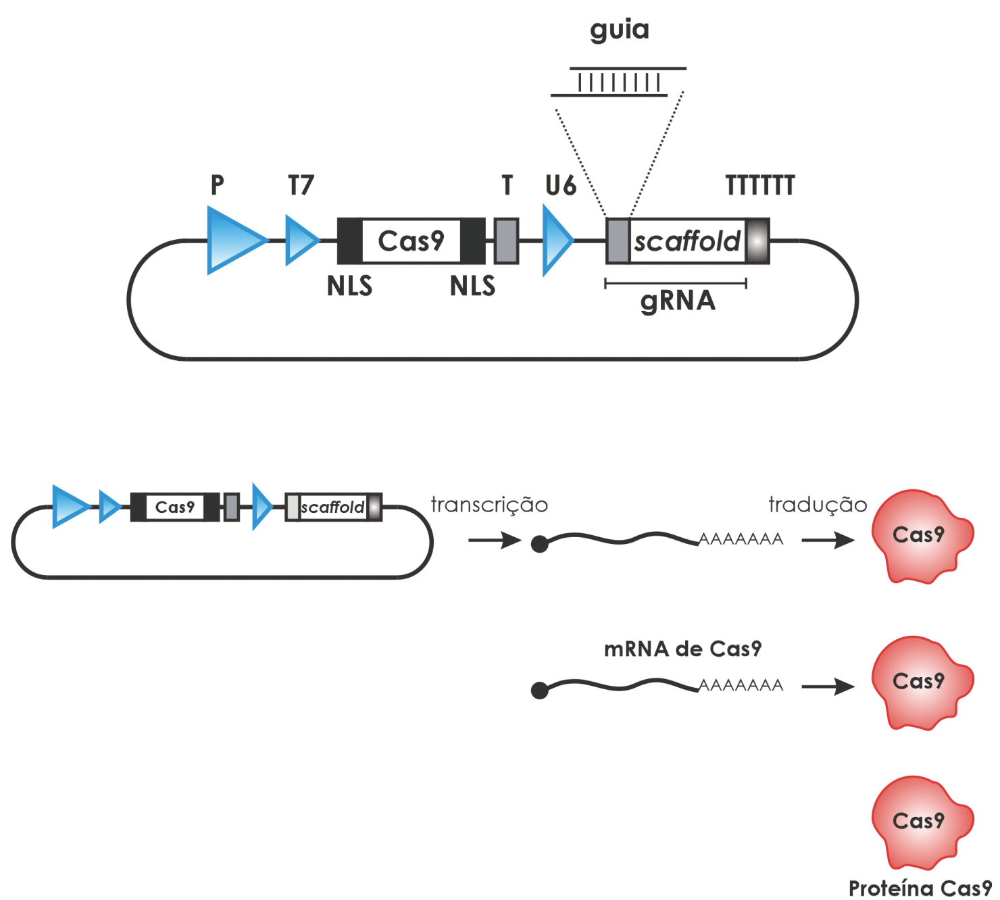 guia
P T7 T U6 TTTTTT
Cas9 scaffold
NLS NLS gRNA
transcrição tradução
Cas9 scaffold AAAAAAA Cas9
mRNA de Cas9
AAAAAAA Cas9
Cas9
Proteína Cas9